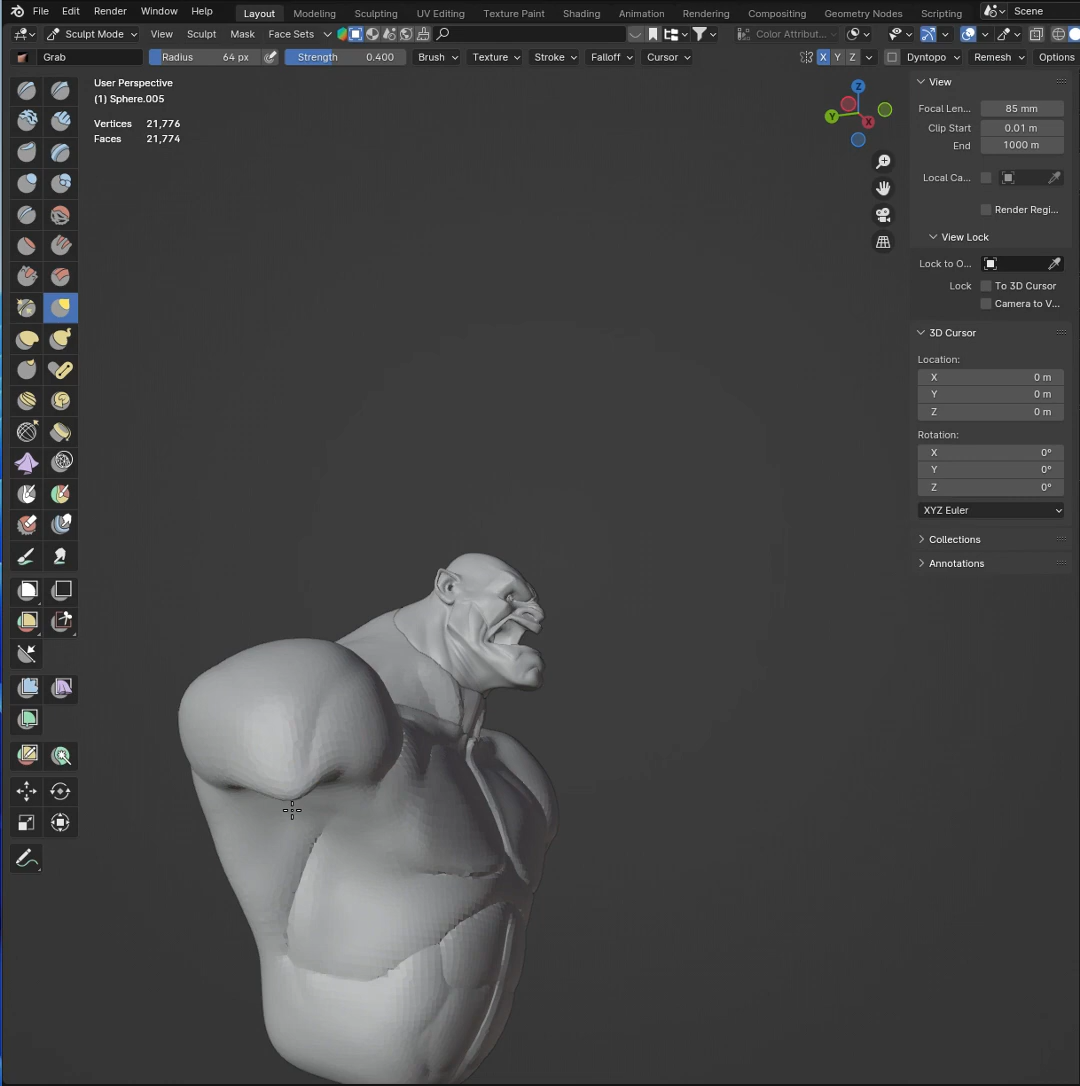 File Edit Render Window Help Layout Modeling Sculpting UV Editing Texture Paint Shading Animation Rendering Compositing Geometry Nodes Scripting Scene
Sculpt Mode View Sculpt Mask Face Sets Color Attribut...
Grab Radius 64 px Strength 0.400 Brush Texture Stroke Falloff Cursor X Y Z Dyntopo Remesh Options
User Perspective
(1) Sphere.005
Vertices 21,776
Faces 21,774
Z
Y
X
View
Focal Len... 85 mm
Clip Start 0.01 m
End 1000 m
Local Ca...
Render Regi...
View Lock
Lock to O...
Lock To 3D Cursor
Camera to V...
3D Cursor
Location:
X 0 m
Y 0 m
Z 0 m
Rotation:
X 0°
Y 0°
Z 0°
XYZ Euler
Collections
Annotations